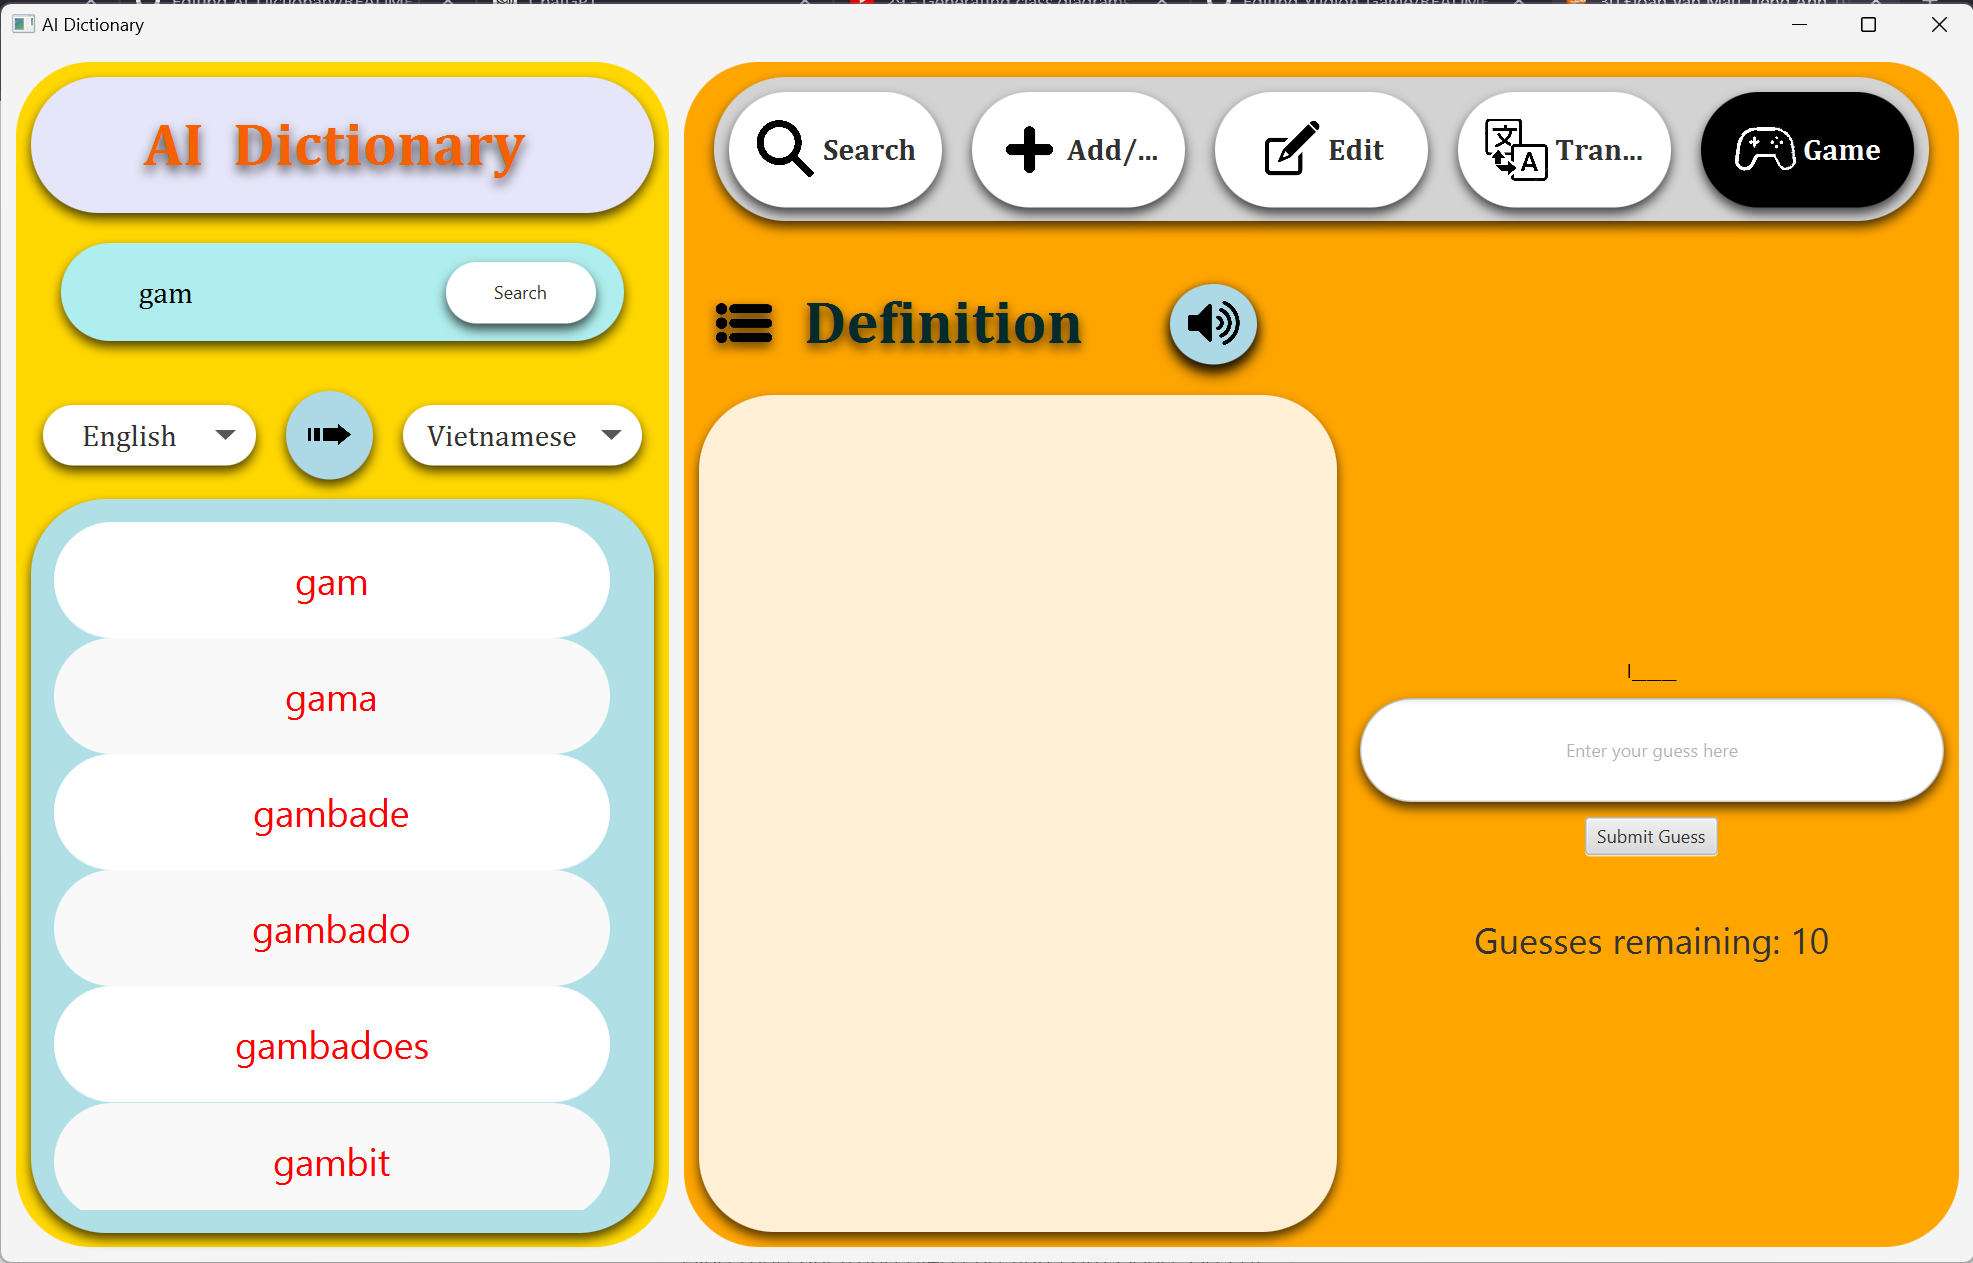 AI Dictionary
AI Dictionary
gam
Search
English
Vietnamese
gam
gama
gambade
gambado
gambadoes
gambit
Search
Add/...
Edit
Tran...
Game
Definition
l___
Enter your guess here
Submit Guess
Guesses remaining: 10